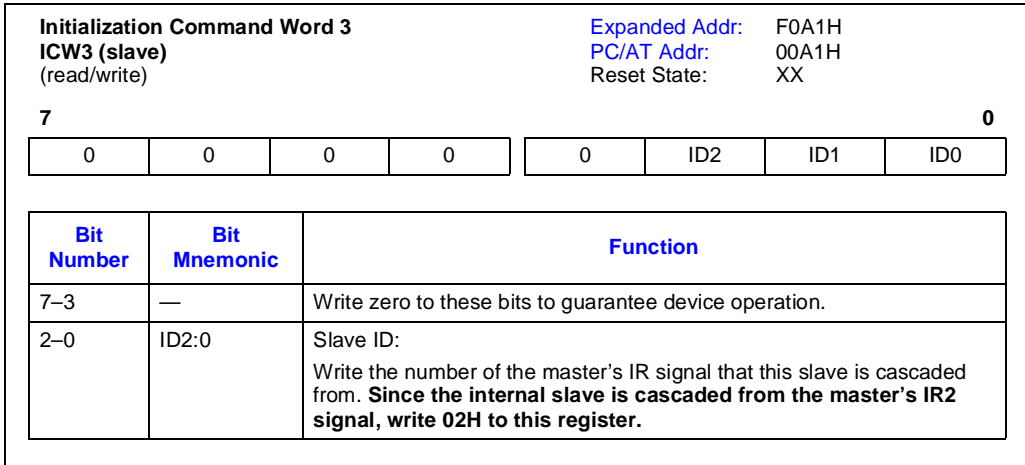 Initialization Command Word 3 Expanded Addr: F0A1H
ICW3 (slave) PC/AT Addr: 00A1H
(read/write) Reset State: XX
7 0
0 0 0 0 0 ID2 ID1 ID0
Bit Number Bit Mnemonic Function
7–3 — Write zero to these bits to guarantee device operation.
2–0 ID2:0 Slave ID:
Write the number of the master's IR signal that this slave is cascaded
from. Since the internal slave is cascaded from the master's IR2
signal, write 02H to this register.